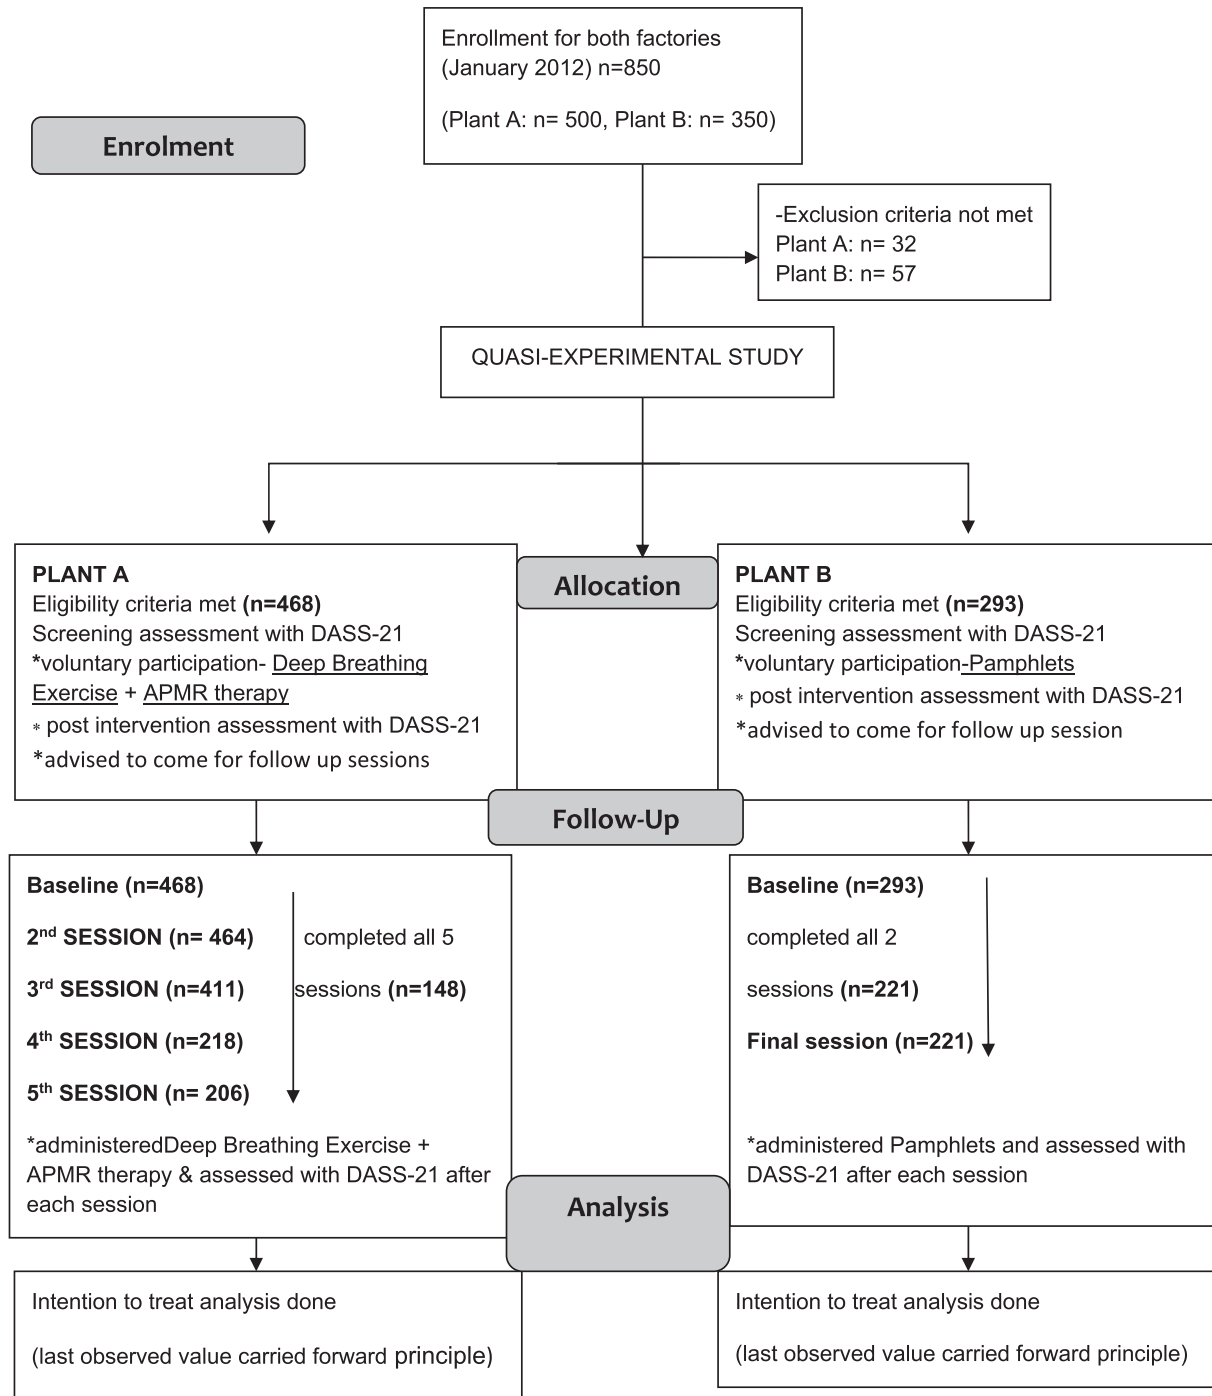 Enrollment for both factories
(January 2012) n=850
(Plant A: n= 500, Plant B: n= 350)
Enrolment
-Exclusion criteria not met
Plant A: n= 32
Plant B: n= 57
QUASI-EXPERIMENTAL STUDY
PLANT A
Eligibility criteria met (n=468)
Screening assessment with DASS-21
*voluntary participation- Deep Breathing
Exercise + APMR therapy
* post intervention assessment with DASS-21
*advised to come for follow up sessions
Allocation
PLANT B
Eligibility criteria met (n=293)
Screening assessment with DASS-21
*voluntary participation-Pamphlets
* post intervention assessment with DASS-21
*advised to come for follow up session
Follow-Up
Baseline (n=468)
2nd SESSION (n= 464)
3rd SESSION (n=411)
4th SESSION (n=218)
5th SESSION (n= 206)
completed all 5
sessions (n=148)
*administeredDeep Breathing Exercise +
APMR therapy & assessed with DASS-21 after
each session
Baseline (n=293)
completed all 2
sessions (n=221)
Final session (n=221)
*administered Pamphlets and assessed with
DASS-21 after each session
Analysis
Intention to treat analysis done
(last observed value carried forward principle)
Intention to treat analysis done
(last observed value carried forward principle)